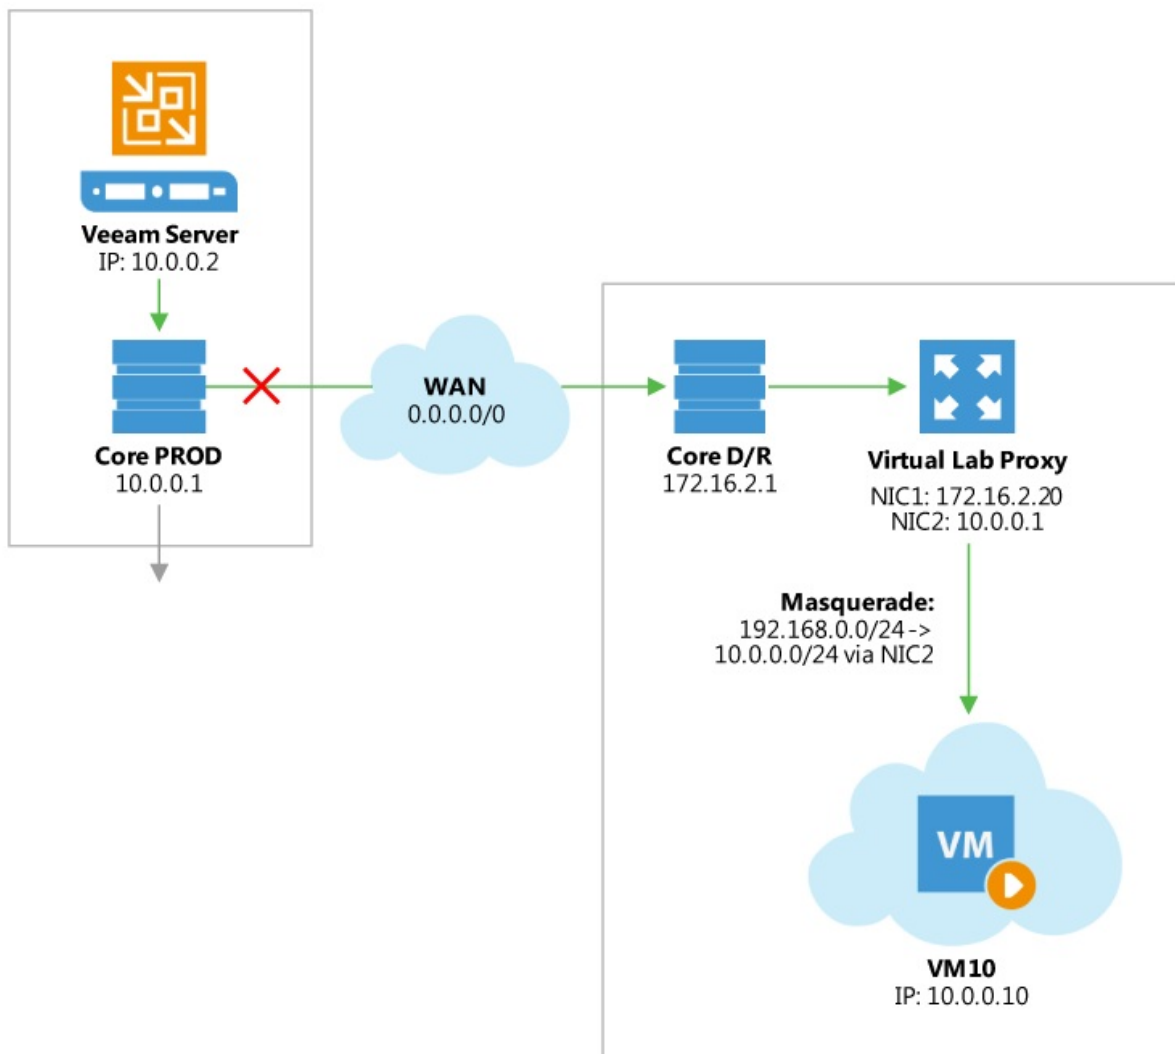 Veeam Server
IP: 10.0.0.2
Core PROD
10.0.0.1
WAN
0.0.0.0/0
Core D/R
172.16.2.1
Virtual Lab Proxy
NIC1: 172.16.2.20
NIC2: 10.0.0.1
Masquerade:
192.168.0.0/24 ->
10.0.0.0/24 via NIC2
VM
VM10
IP: 10.0.0.10